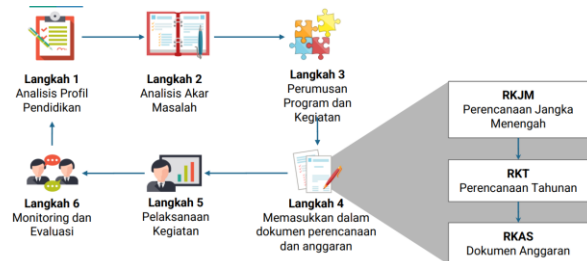 Langkah 1
Analisis Profil
Pendidikan
Langkah 2
Analisis Akar
Masalah
Langkah 3
Perumusan
Program dan
Kegiatan
Langkah 4
Memasukkan dalam
dokumen perencanaan
dan anggaran
Langkah 5
Pelaksanaan
Kegiatan
Langkah 6
Monitoring dan
Evaluasi
RKJM
Perencanaan Jangka
Menengah
RKT
Perencanaan Tahunan
RKAS
Dokumen Anggaran